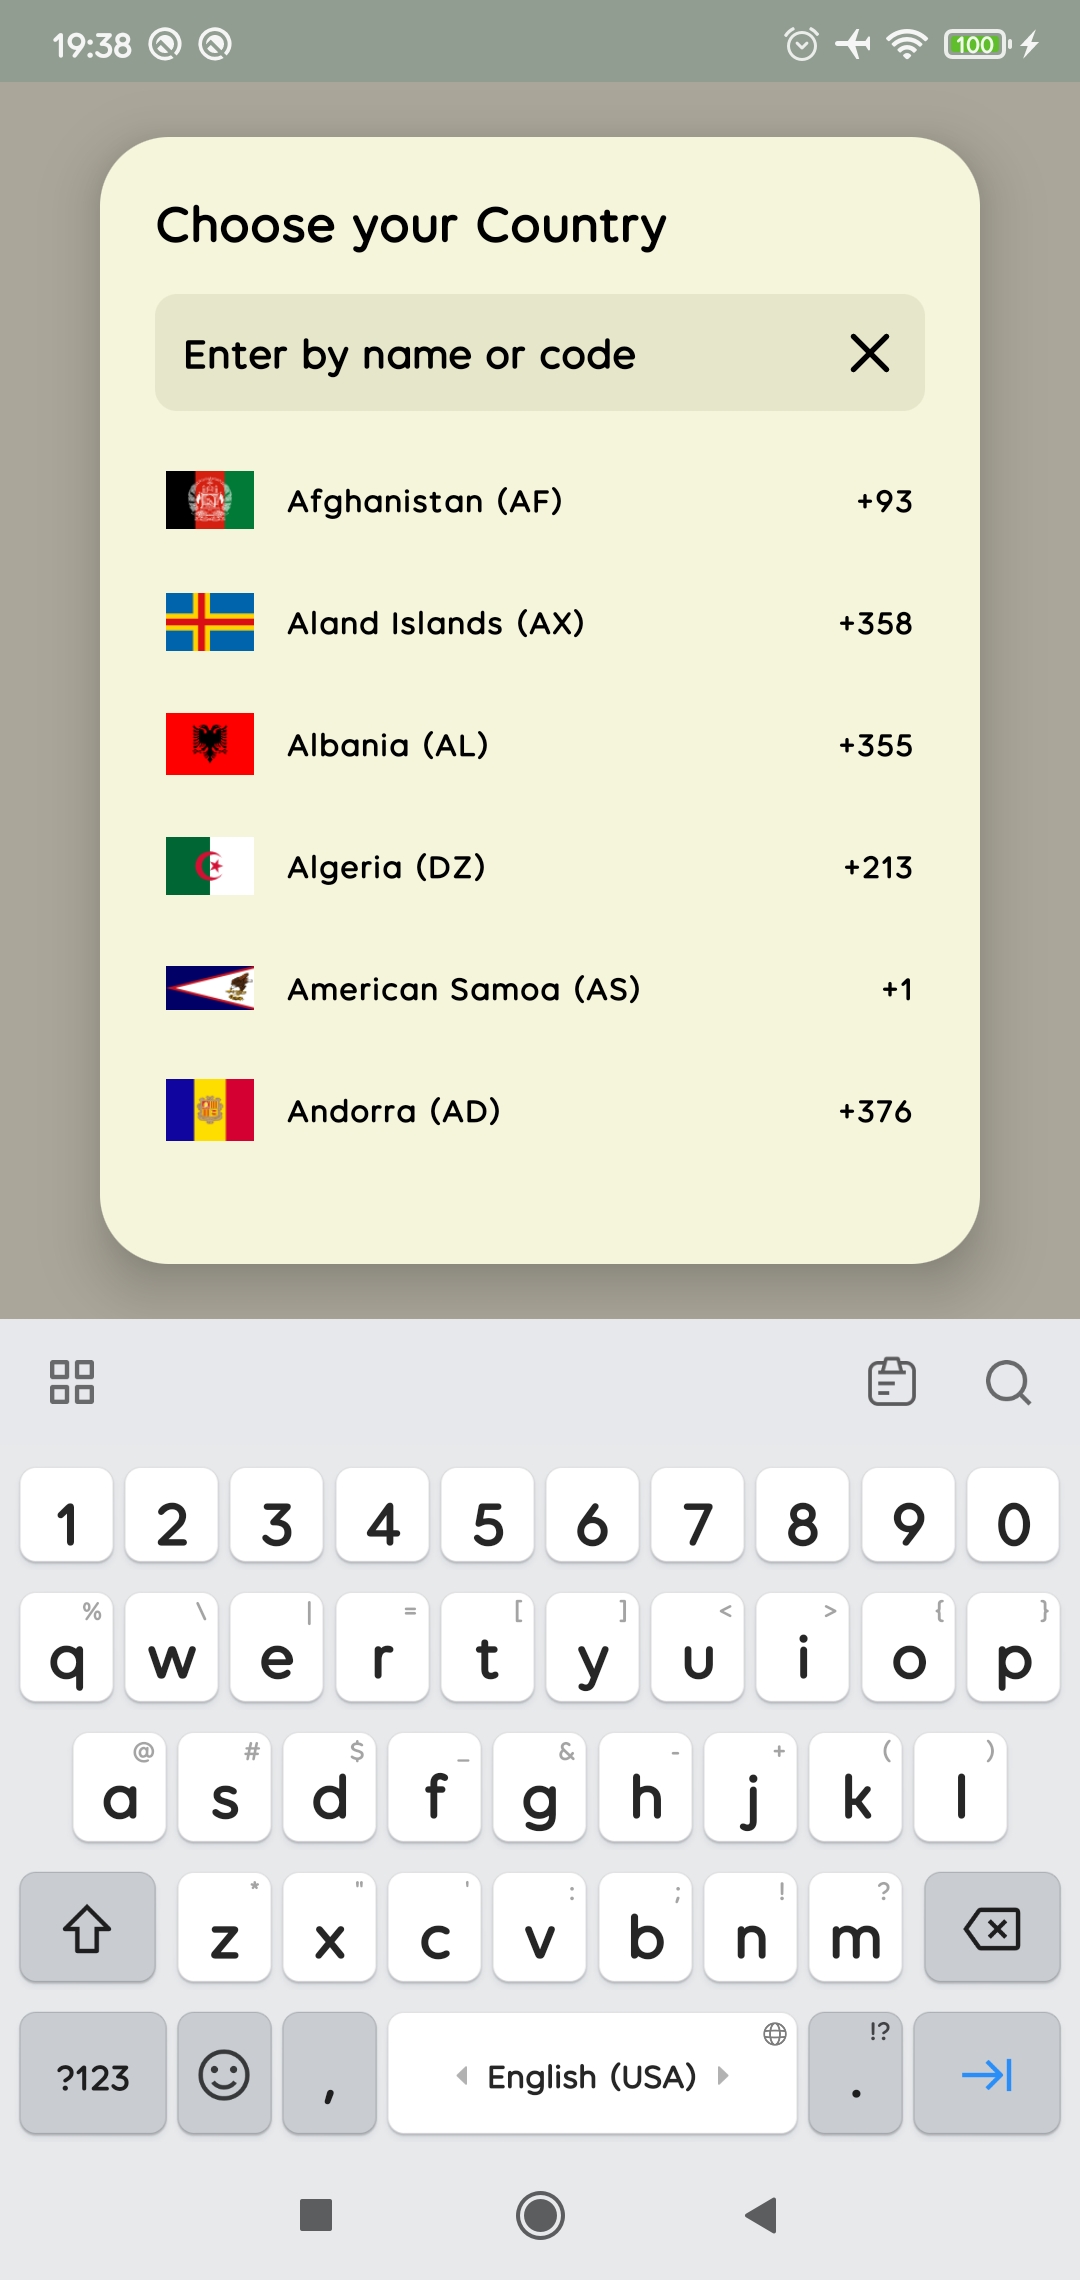 19:38 100
Choose your Country
Enter by name or code
Afghanistan (AF) +93
Aland Islands (AX) +358
Albania (AL) +355
Algeria (DZ) +213
American Samoa (AS) +1
Andorra (AD) +376
1 2 3 4 5 6 7 8 9 0
% \ | = [ ] < > { }
q w e r t y u i o p
@ # $ _ & - + ( )
a s d f g h j k l
* " ' : ; ! ?
z x c v b n m
!?
?123 , English (USA) .